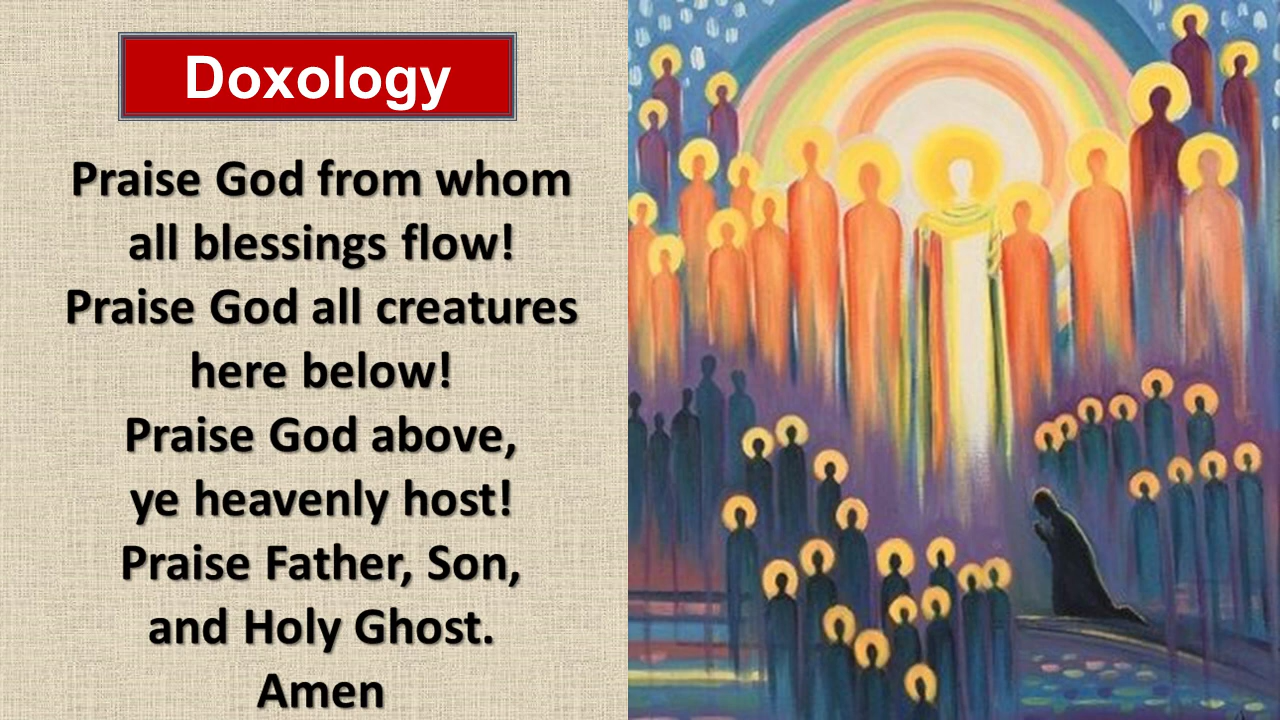 Doxology
Praise God from whom
all blessings flow!
Praise God all creatures
here below!
Praise God above,
ye heavenly host!
Praise Father, Son,
and Holy Ghost.
Amen